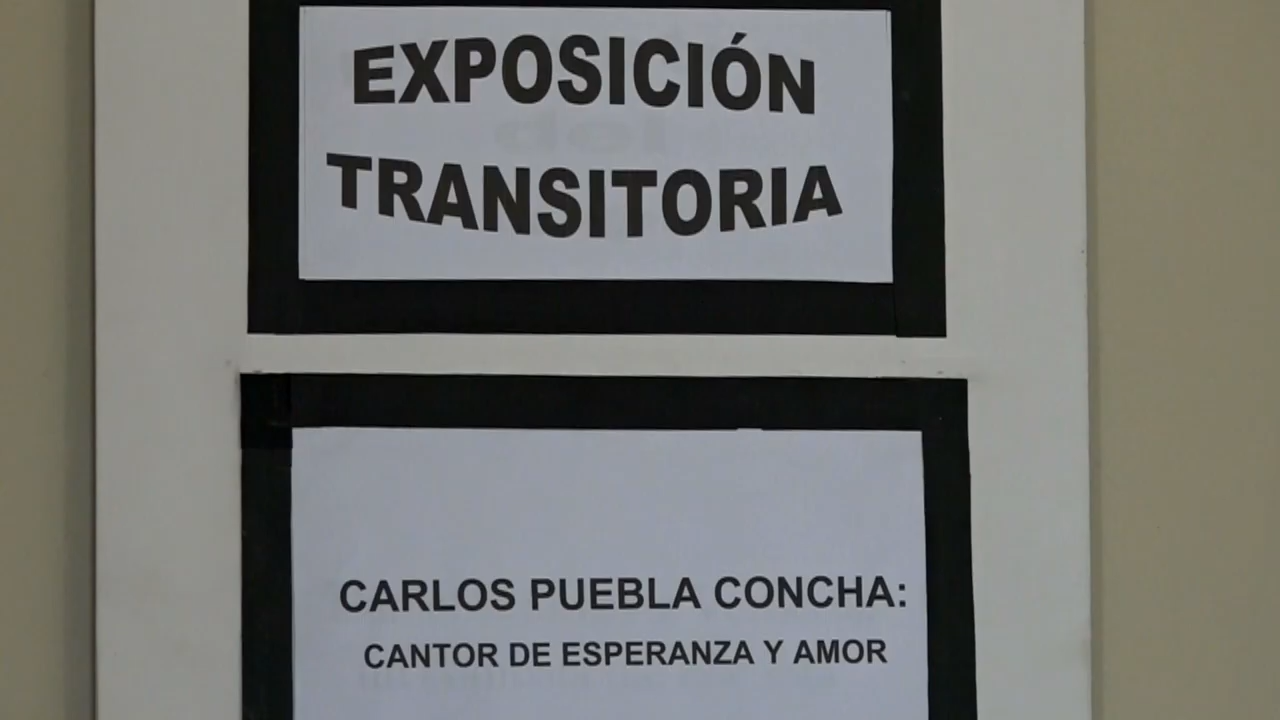 EXPOSICIÓN
TRANSITORIA
CARLOS PUEBLA CONCHA:
CANTOR DE ESPERANZA Y AMOR